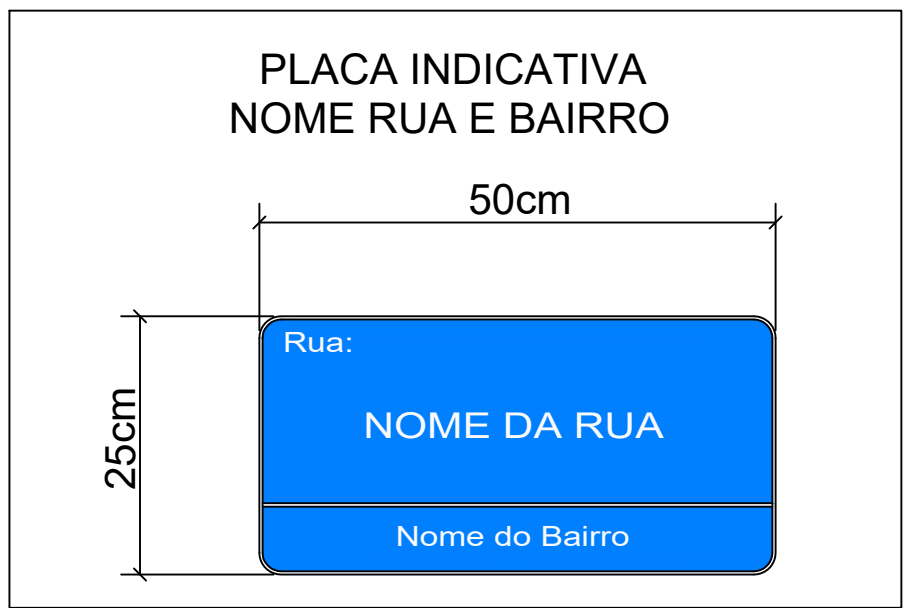 PLACA INDICATIVA
NOME RUA E BAIRRO
50cm
25cm
Rua:
NOME DA RUA
Nome do Bairro